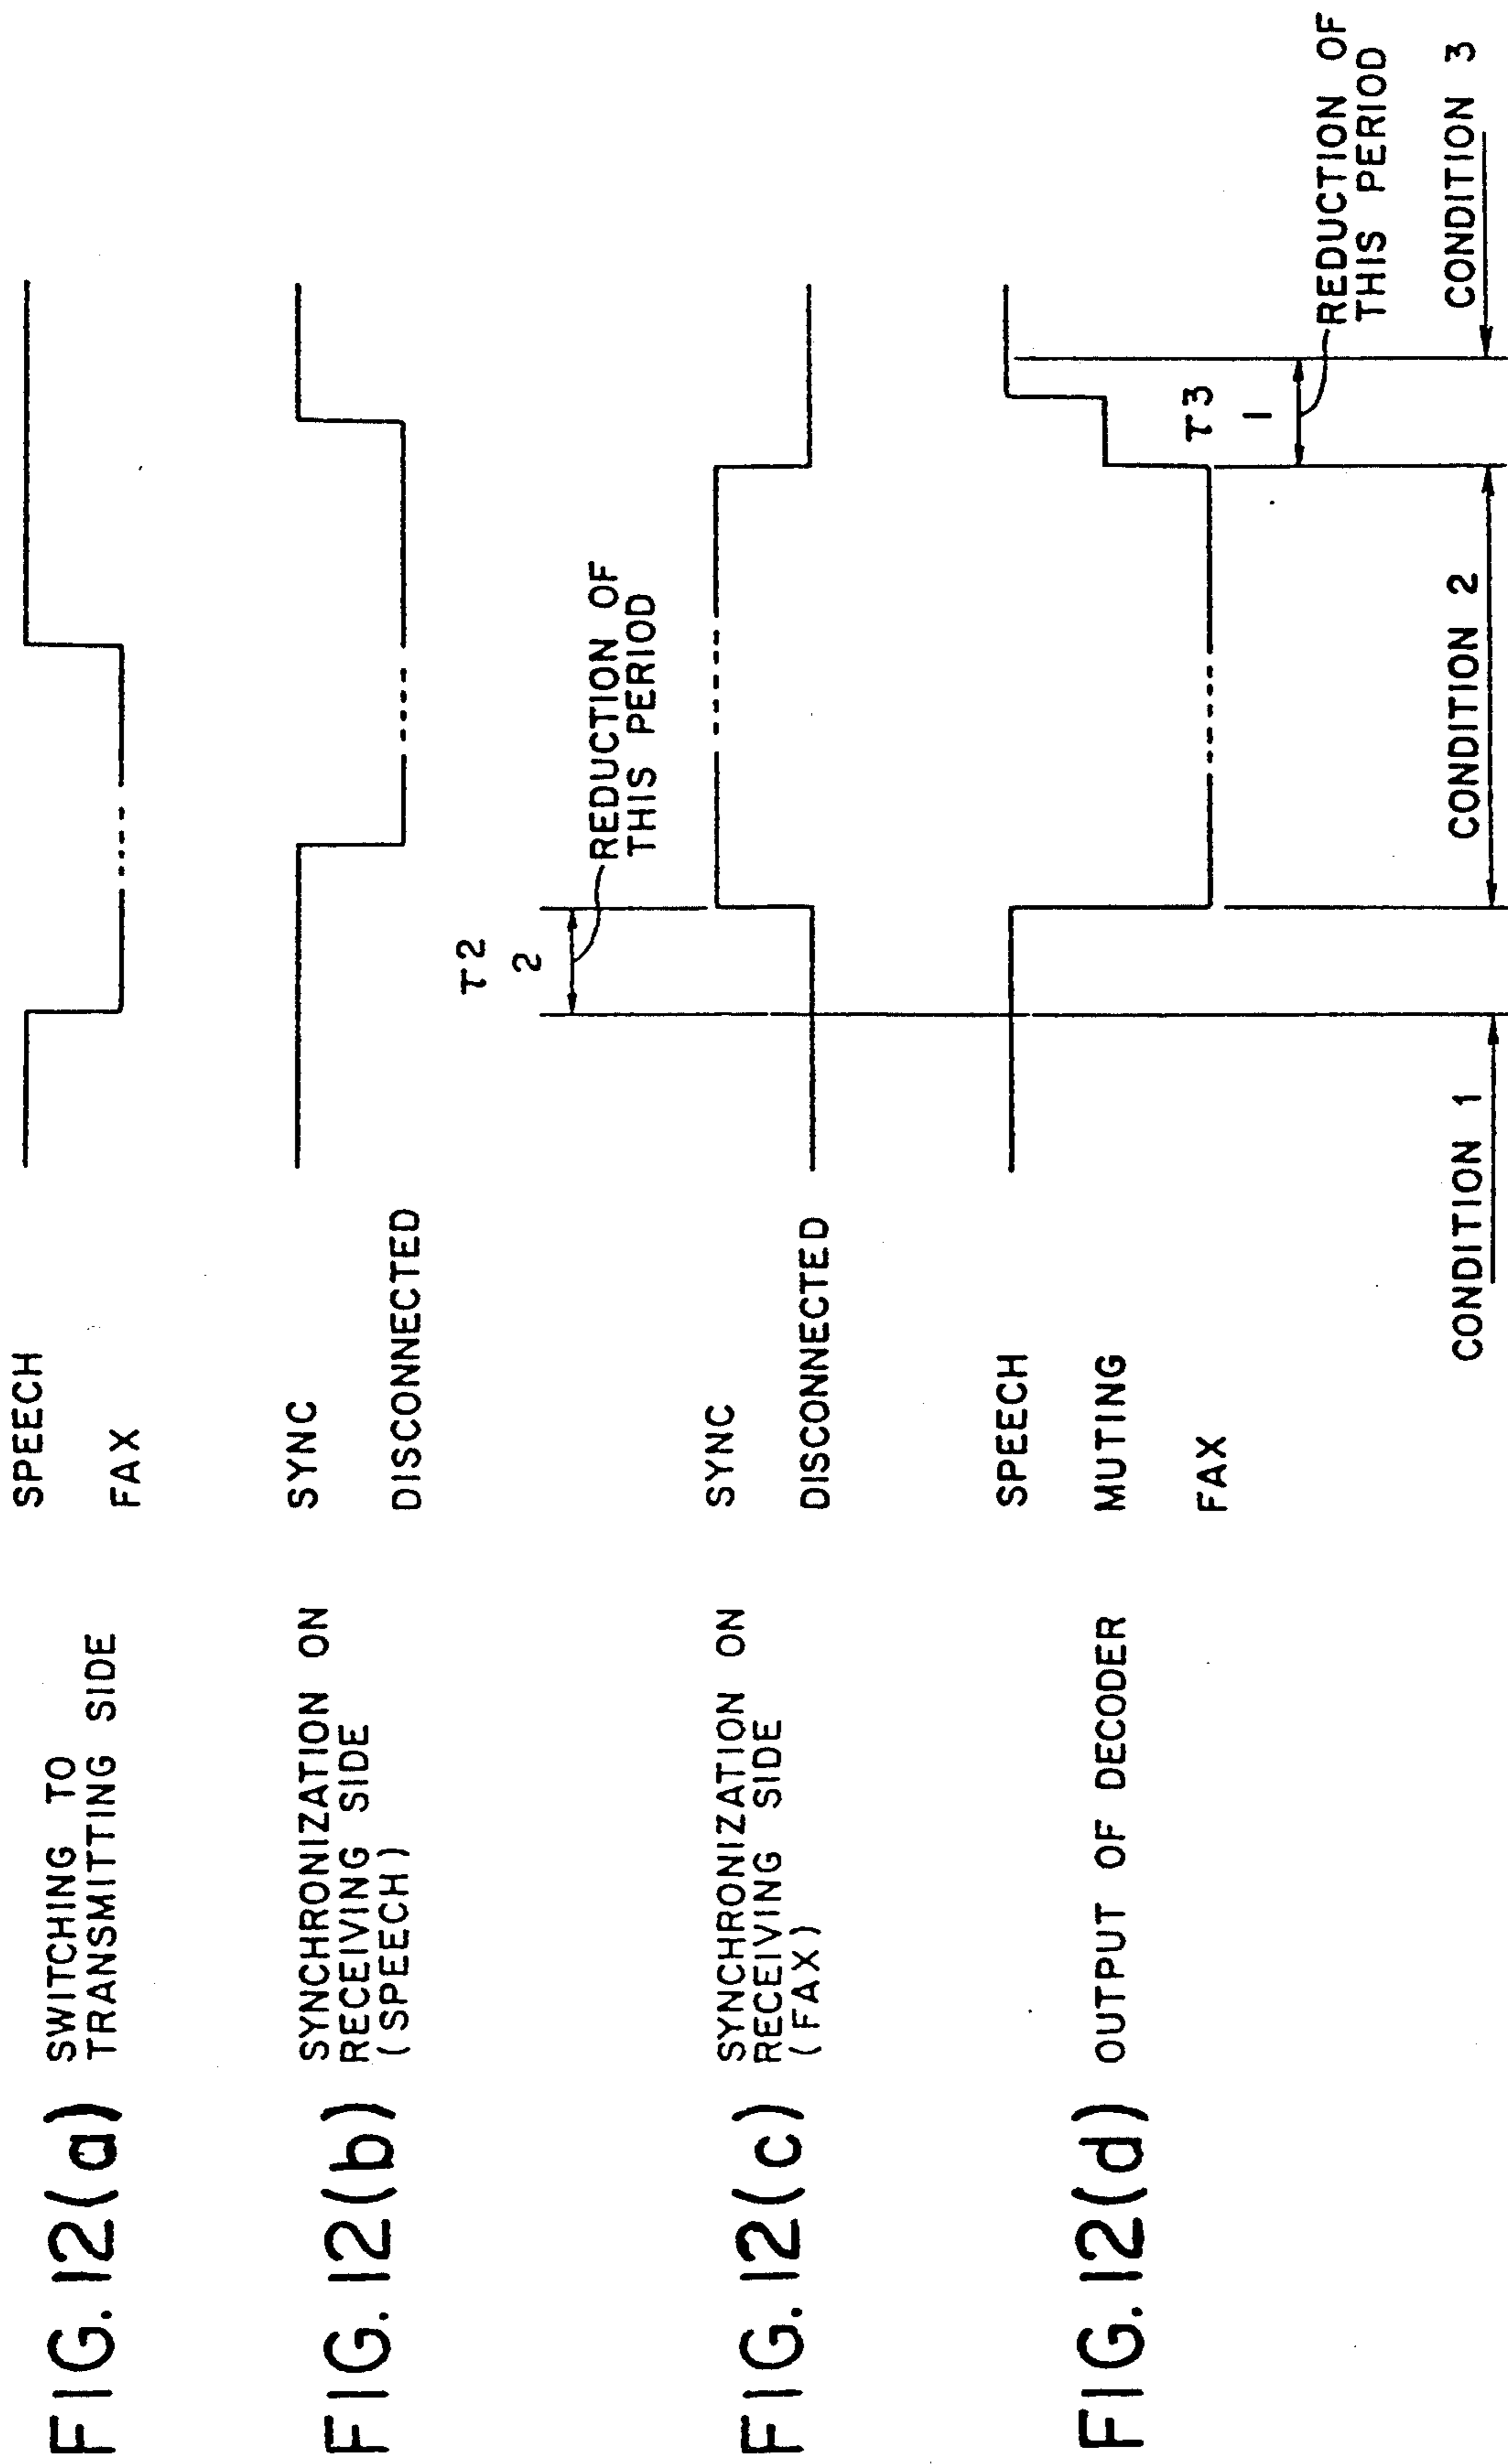 FIG. 12(a) SWITCHING TO
TRANSMITTING SIDE
SPEECH
FAX
FIG. 12(b) SYNCHRONIZATION ON
RECEIVING SIDE
(SPEECH)
SYNC
DISCONNECTED
τ2
2
REDUCTION OF
THIS PERIOD
FIG. 12(c) SYNCHRONIZATION ON
RECEIVING SIDE
(FAX)
SYNC
DISCONNECTED
FIG. 12(d) OUTPUT OF DECODER
SPEECH
MUTING
FAX
τ3
1
REDUCTION OF
THIS PERIOD
CONDITION 1
CONDITION 2
CONDITION 3